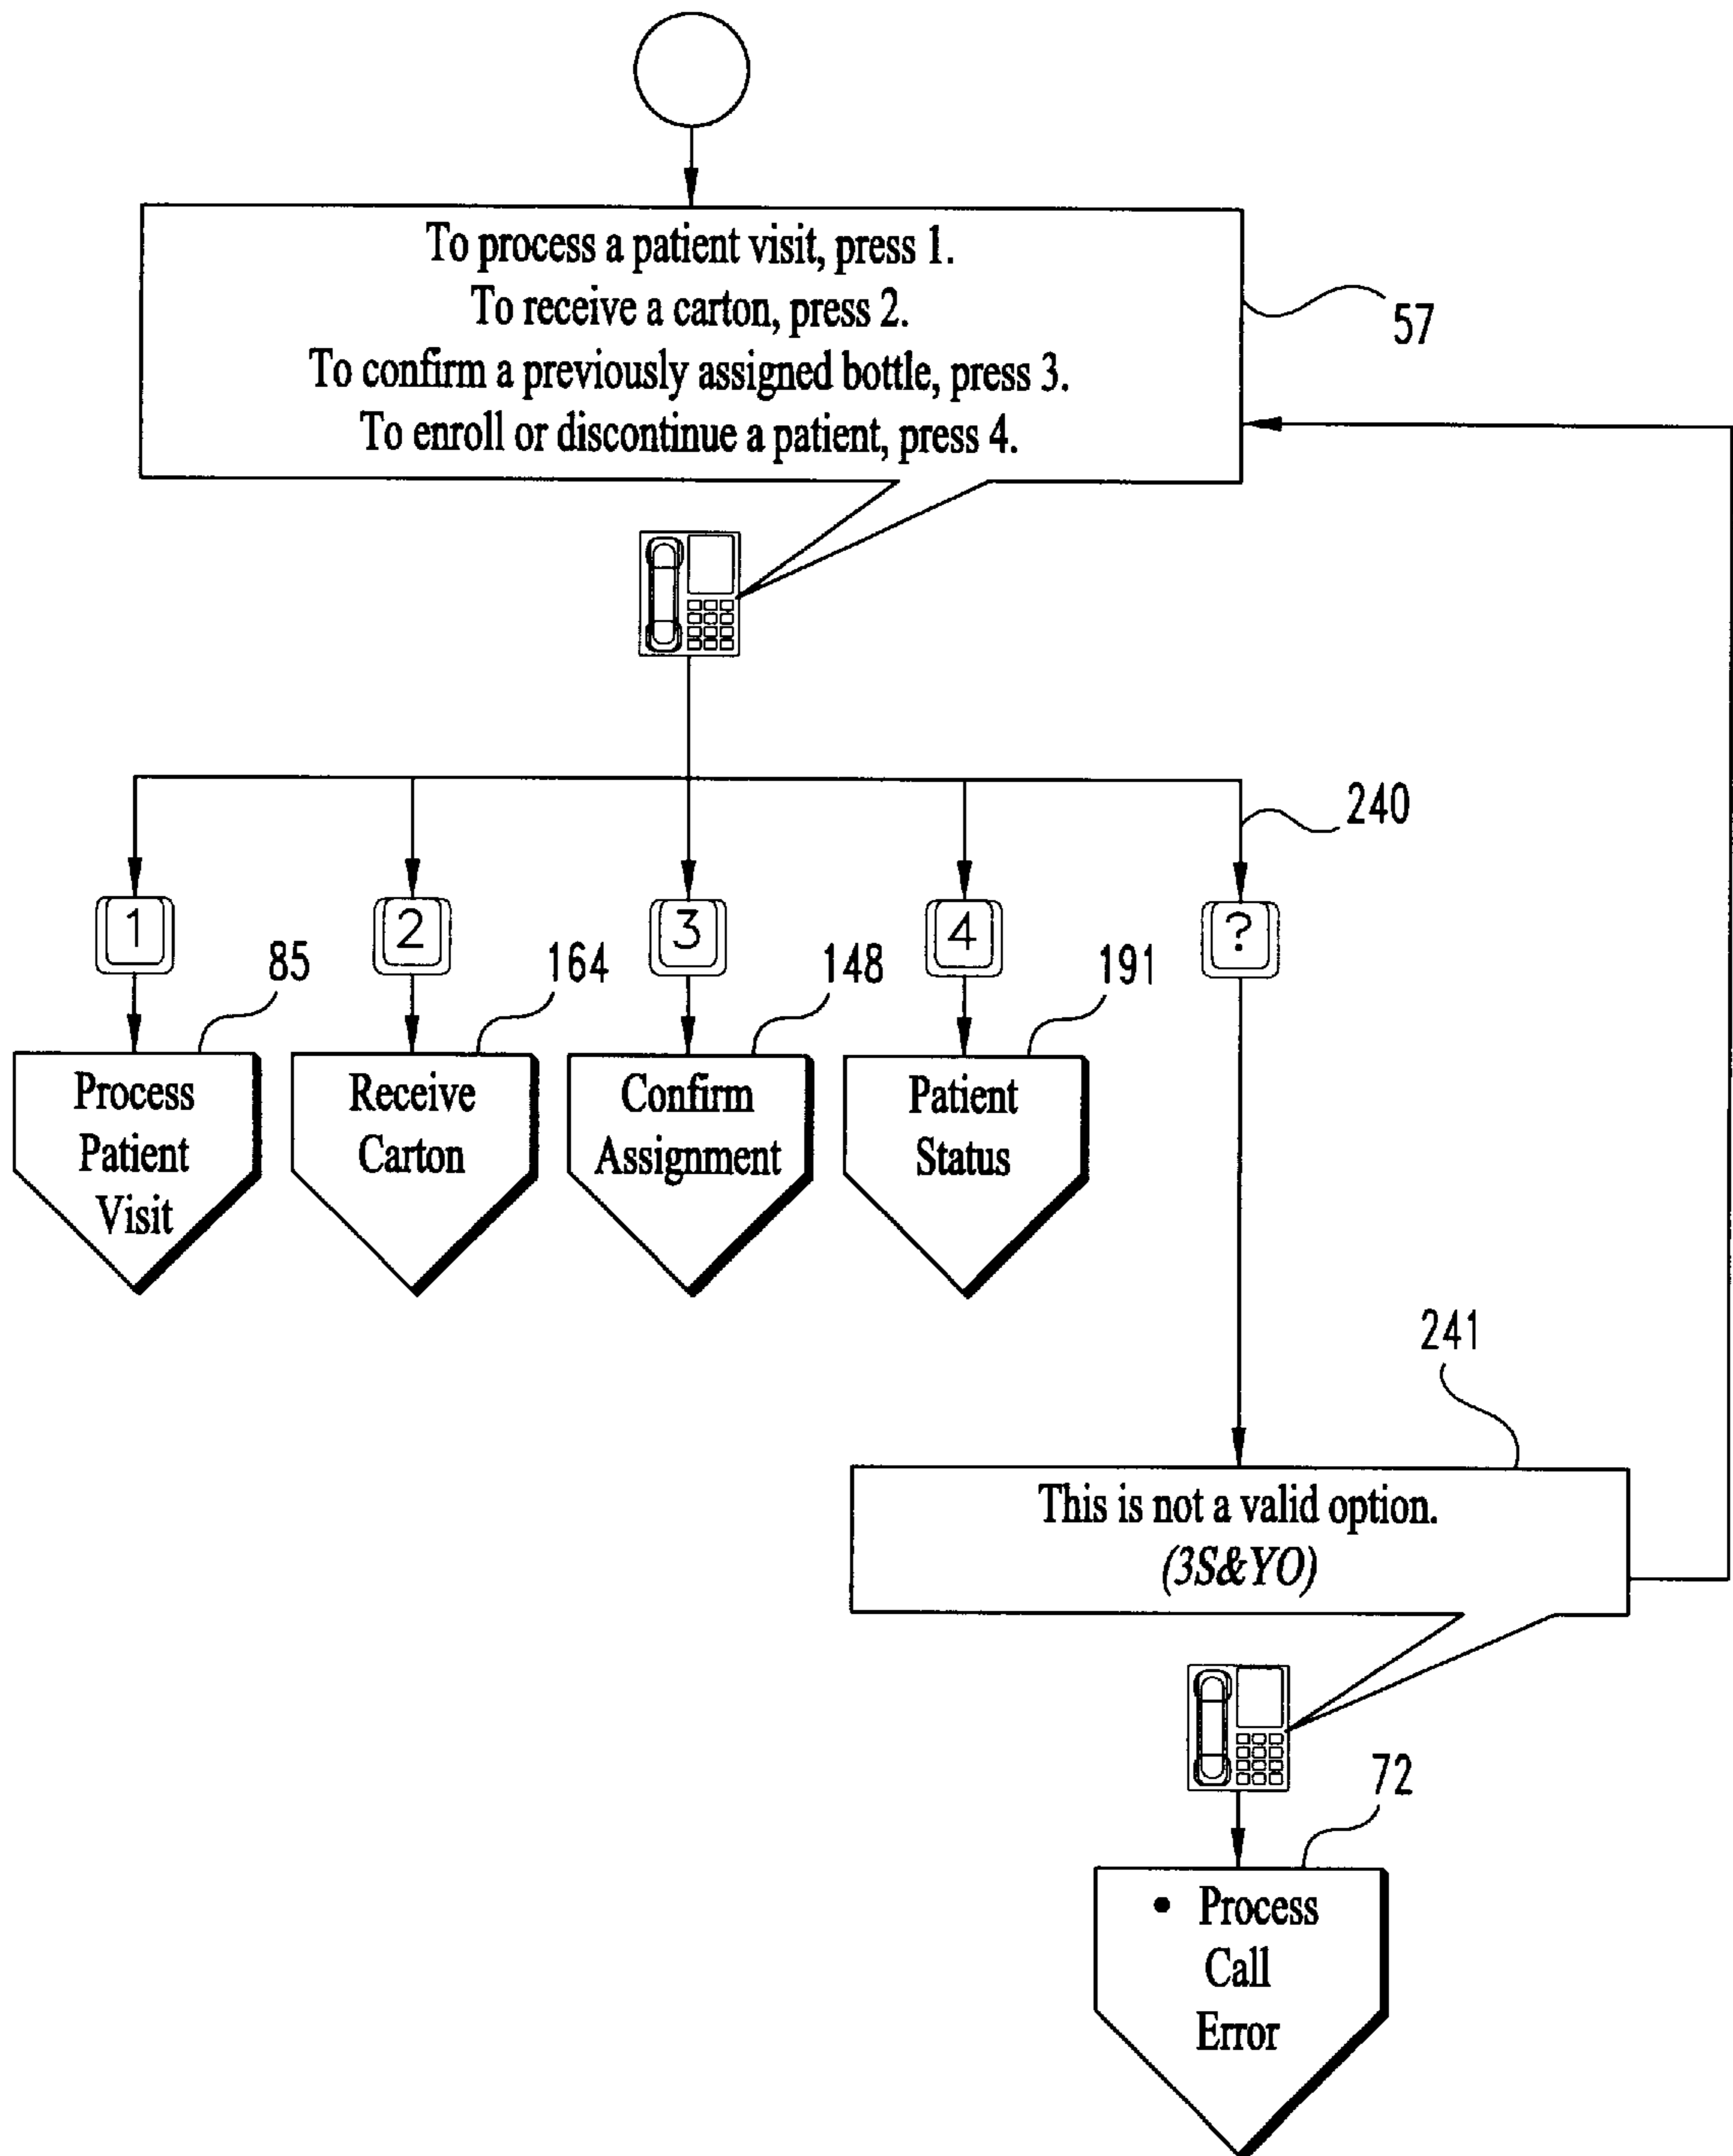 To process a patient visit, press 1.
To receive a carton, press 2.
To confirm a previously assigned bottle, press 3.
To enroll or discontinue a patient, press 4.
57
240
1
2
3
4
?
85
164
148
191
Process
Patient
Visit
Receive
Carton
Confirm
Assignment
Patient
Status
241
This is not a valid option.
(3S&YO)
72
• Process
Call
Error